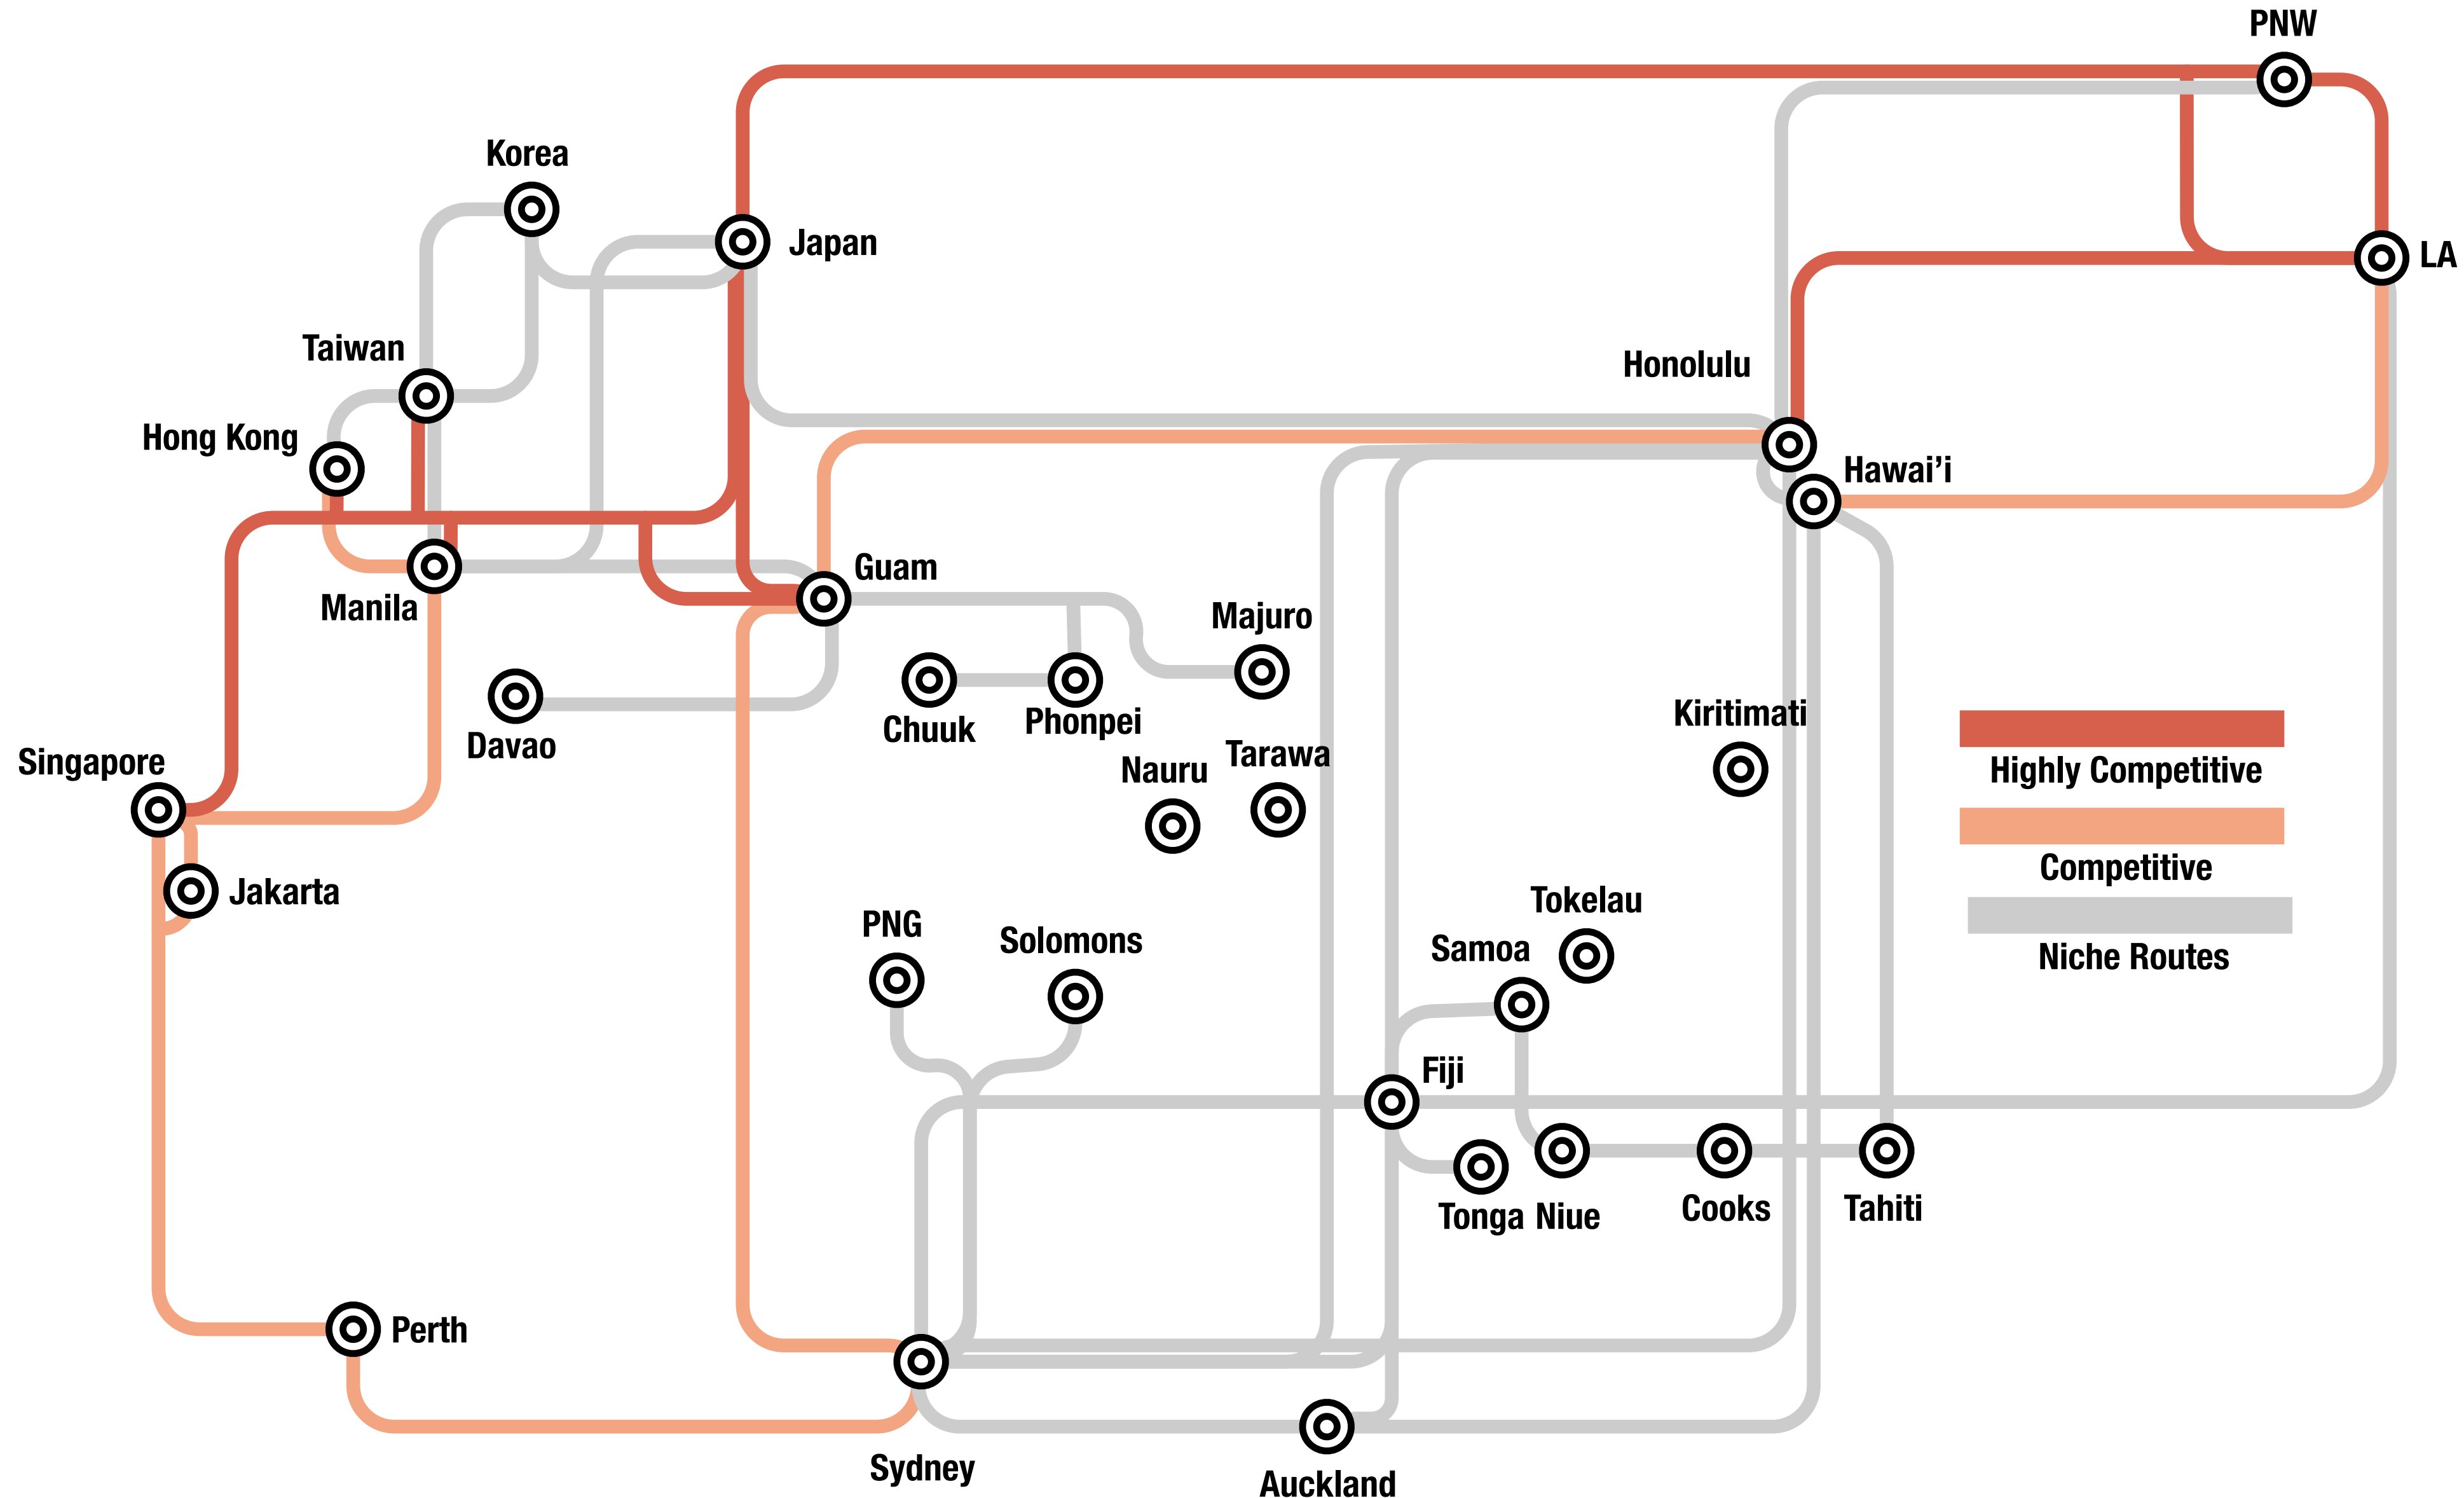 PNW
Korea
Japan
LA
Taiwan
Honolulu
Hong Kong
Hawai’i
Guam
Manila
Majuro
Chuuk
Phonpei
Kiritimati
Davao
Singapore
Nauru
Tarawa
Highly Competitive
Jakarta
Competitive
PNG
Solomons
Tokelau
Samoa
Niche Routes
Fiji
Tonga
Niue
Cooks
Tahiti
Perth
Sydney
Auckland